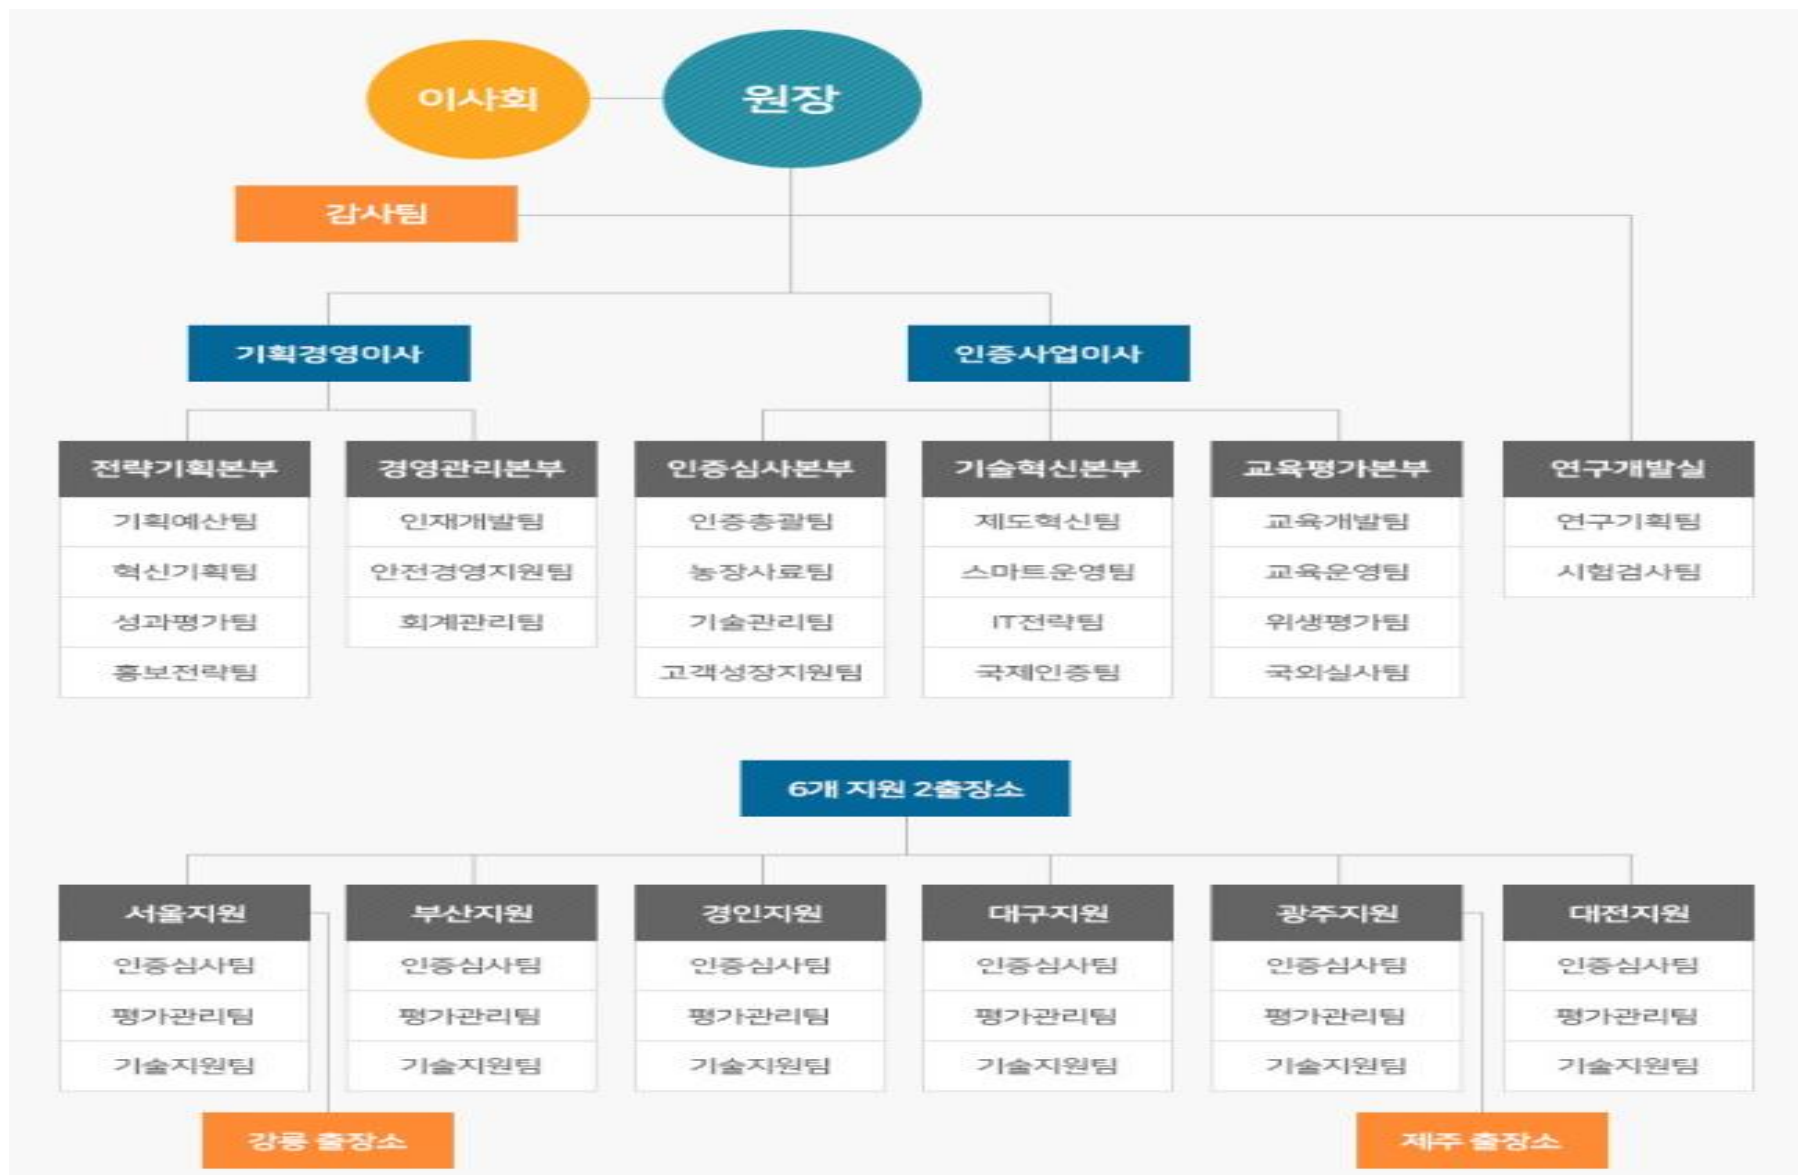 이사회 원장
감사팀
기획경영이사 인증사업이사
전략기획본부 경영관리본부 인증심사본부 기술혁신본부 교육평가본부 연구개발실
기획예산팀 인재개발팀 인증총괄팀 제도혁신팀 교육개발팀 연구기획팀
혁신기획팀 안전경영지원팀 농장사료팀 스마트운영팀 교육운영팀 시험검사팀
성과평가팀 회계관리팀 기술관리팀 IT전략팀 위생평가팀
홍보전략팀 고객성장지원팀 국제인증팀 국외실사팀
6개 지원 2출장소
서울지원 부산지원 경인지원 대구지원 광주지원 대전지원
인증심사팀 인증심사팀 인증심사팀 인증심사팀 인증심사팀 인증심사팀
평가관리팀 평가관리팀 평가관리팀 평가관리팀 평가관리팀 평가관리팀
기술지원팀 기술지원팀 기술지원팀 기술지원팀 기술지원팀 기술지원팀
강릉 출장소 제주 출장소